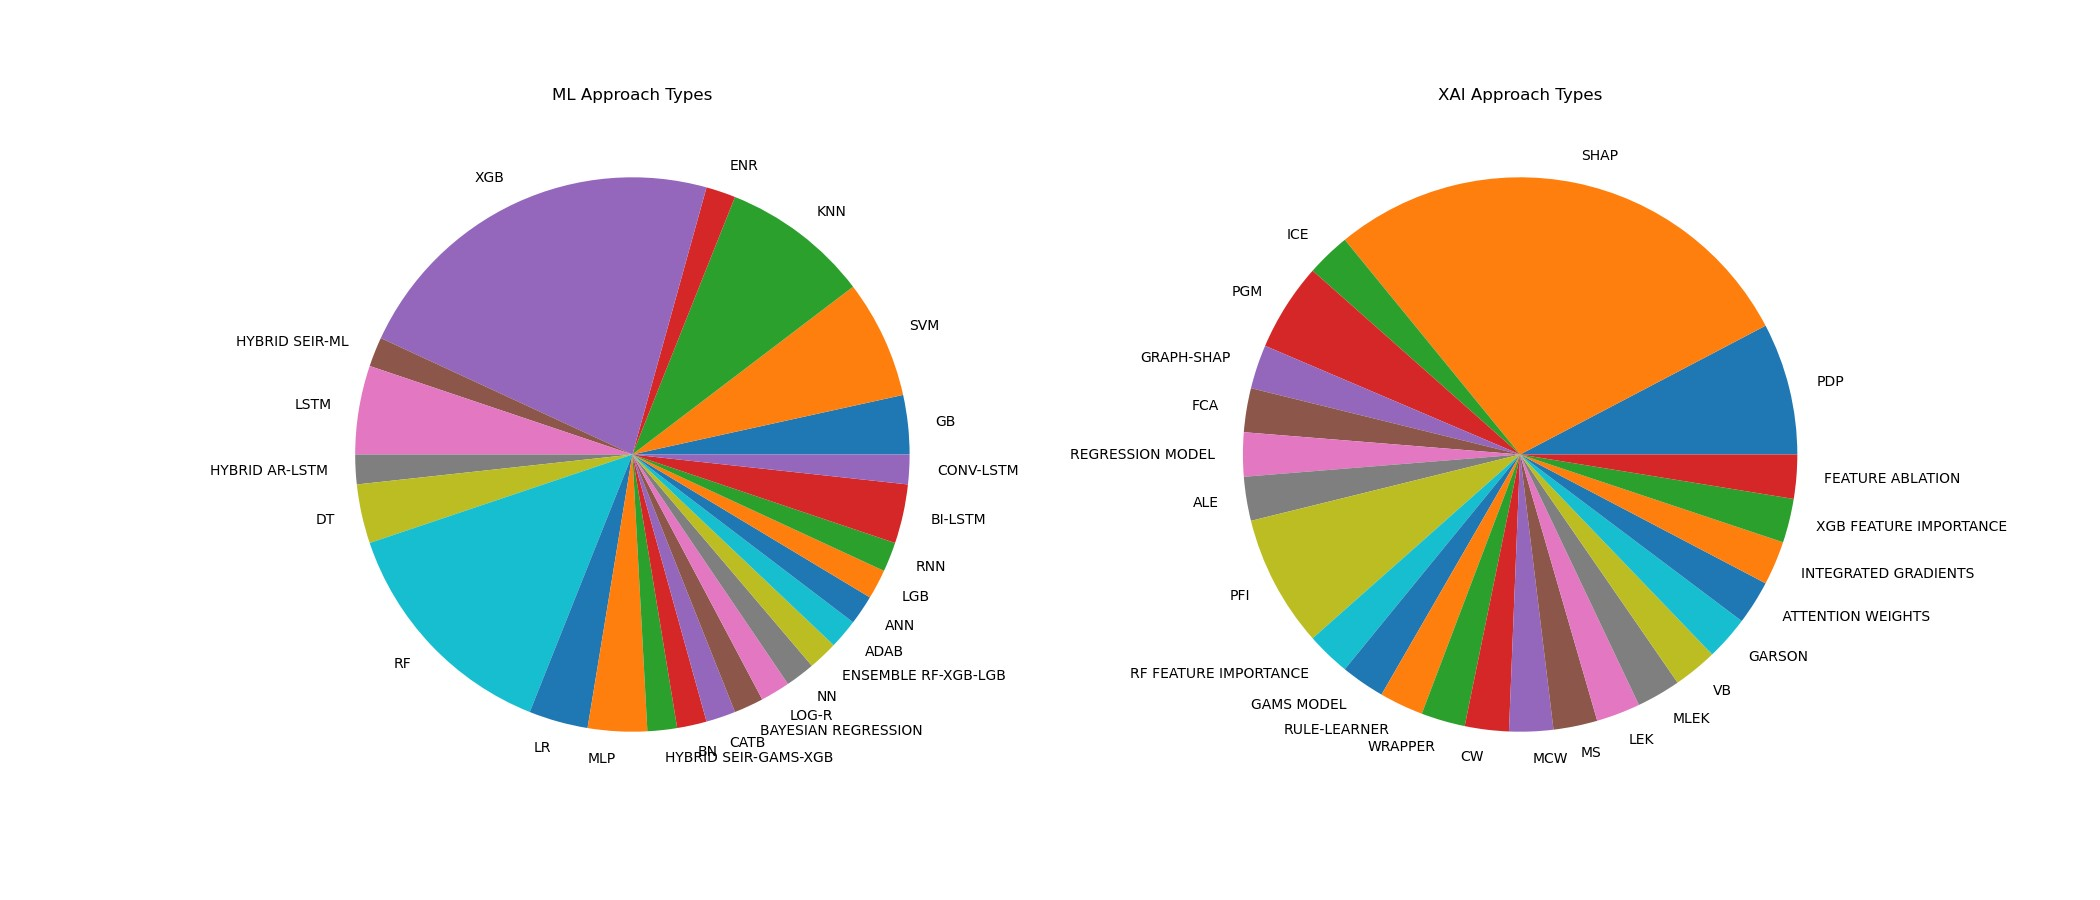 ML Approach Types
XAI Approach Types
ENR
XGB
KNN
SVM
HYBRID SEIR-ML
LSTM
GB
HYBRID AR-LSTM
CONV-LSTM
DT
BI-LSTM
RNN
LGB
ANN
ADAB
RF
ENSEMBLE RF-XGB-LGB
NN
LOG-R
BAYESIAN REGRESSION
CATB
BN
LR
MLP
HYBRID SEIR-GAMS-XGB
SHAP
ICE
PGM
GRAPH-SHAP
PDP
FCA
REGRESSION MODEL
ALE
FEATURE ABLATION
XGB FEATURE IMPORTANCE
INTEGRATED GRADIENTS
PFI
ATTENTION WEIGHTS
GARSON
RF FEATURE IMPORTANCE
VB
GAMS MODEL
MLEK
RULE-LEARNER
LEK
WRAPPER
MS
CW
MCW